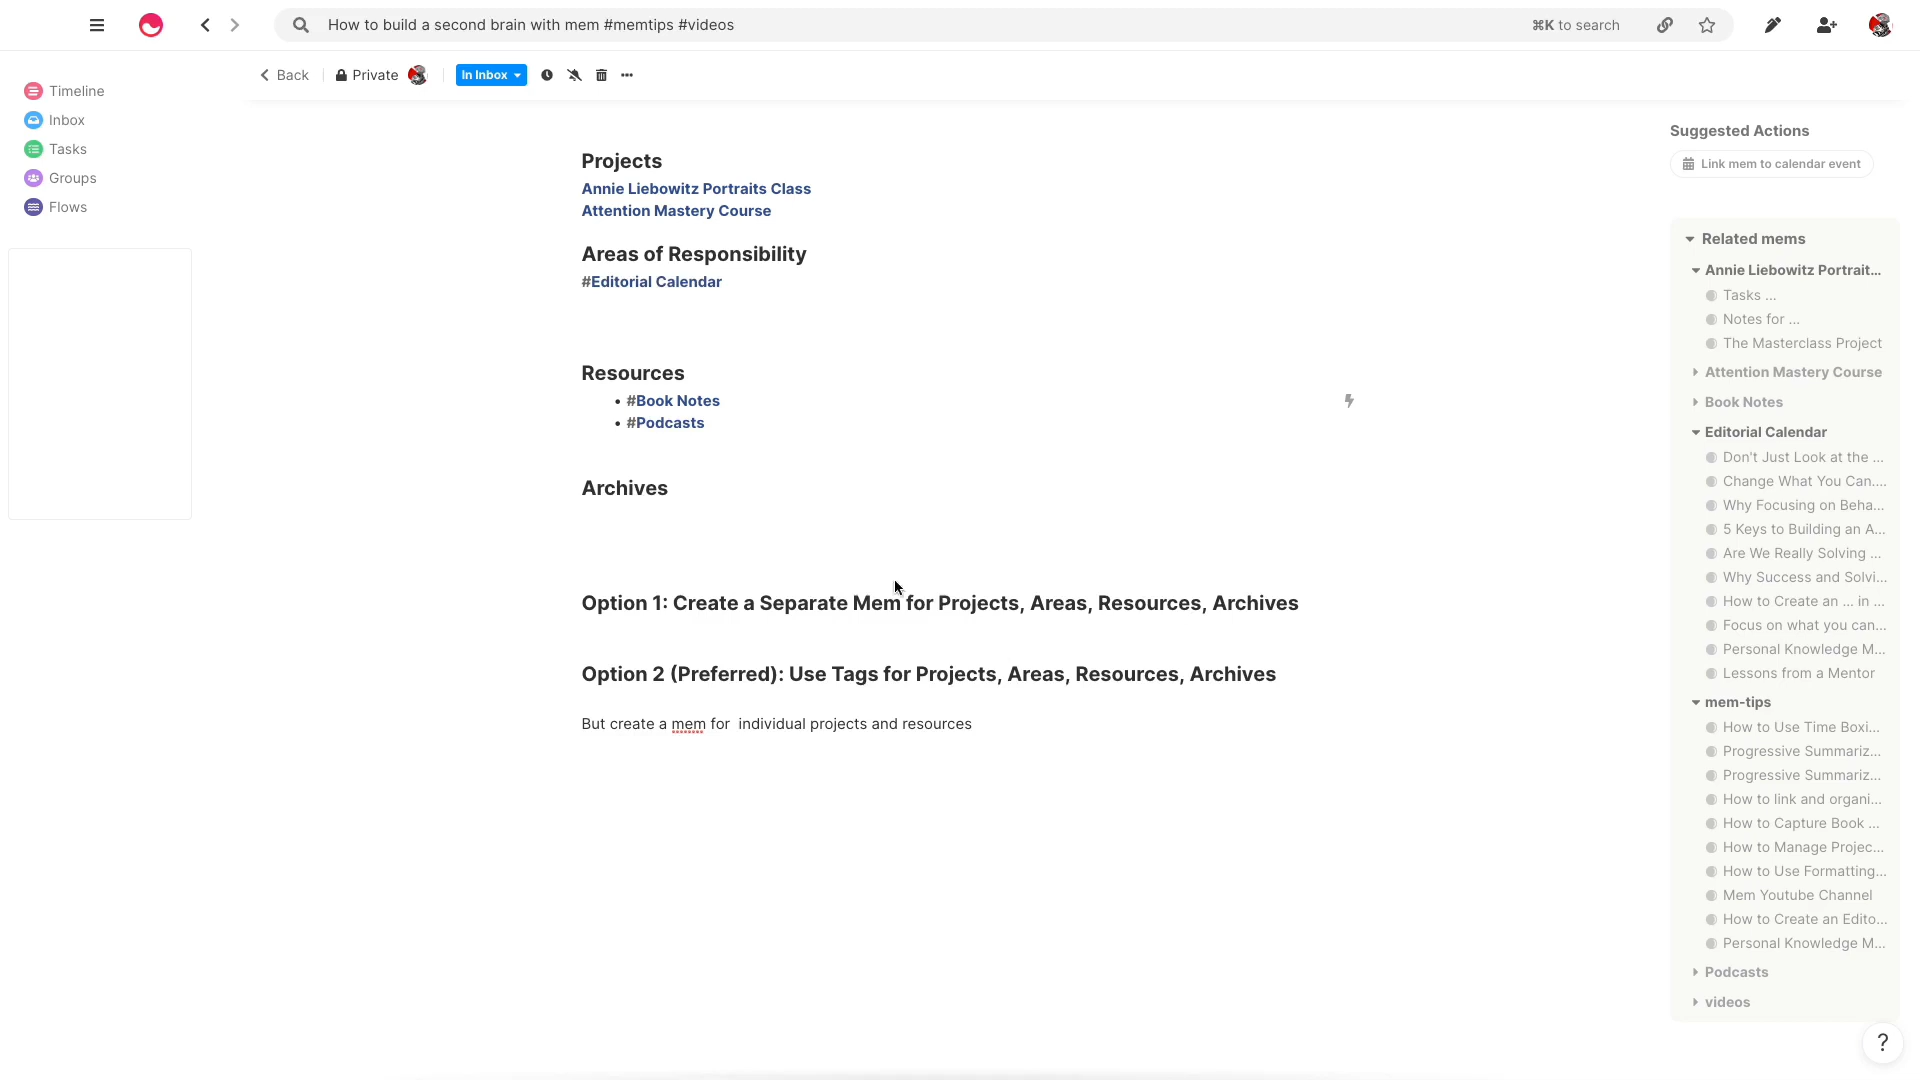 How to build a second brain with mem #memtips #videos
⌘K to search
Back
Private
In Inbox
Timeline
Inbox
Tasks
Groups
Flows
Projects
Annie Liebowitz Portraits Class
Attention Mastery Course
Areas of Responsibility
#Editorial Calendar
Resources
• #Book Notes
• #Podcasts
Archives
Option 1: Create a Separate Mem for Projects, Areas, Resources, Archives
Option 2 (Preferred): Use Tags for Projects, Areas, Resources, Archives
But create a mem for  individual projects and resources
Suggested Actions
Link mem to calendar event
Related mems
Annie Liebowitz Portrait...
Tasks ...
Notes for ...
The Masterclass Project
Attention Mastery Course
Book Notes
Editorial Calendar
Don't Just Look at the ...
Change What You Can....
Why Focusing on Beha...
5 Keys to Building an A...
Are We Really Solving ...
Why Success and Solvi...
How to Create an ... in ...
Focus on what you can...
Personal Knowledge M...
Lessons from a Mentor
mem-tips
How to Use Time Boxi...
Progressive Summariz...
Progressive Summariz...
How to link and organi...
How to Capture Book ...
How to Manage Projec...
How to Use Formatting...
Mem Youtube Channel
How to Create an Edito...
Personal Knowledge M...
Podcasts
videos
?